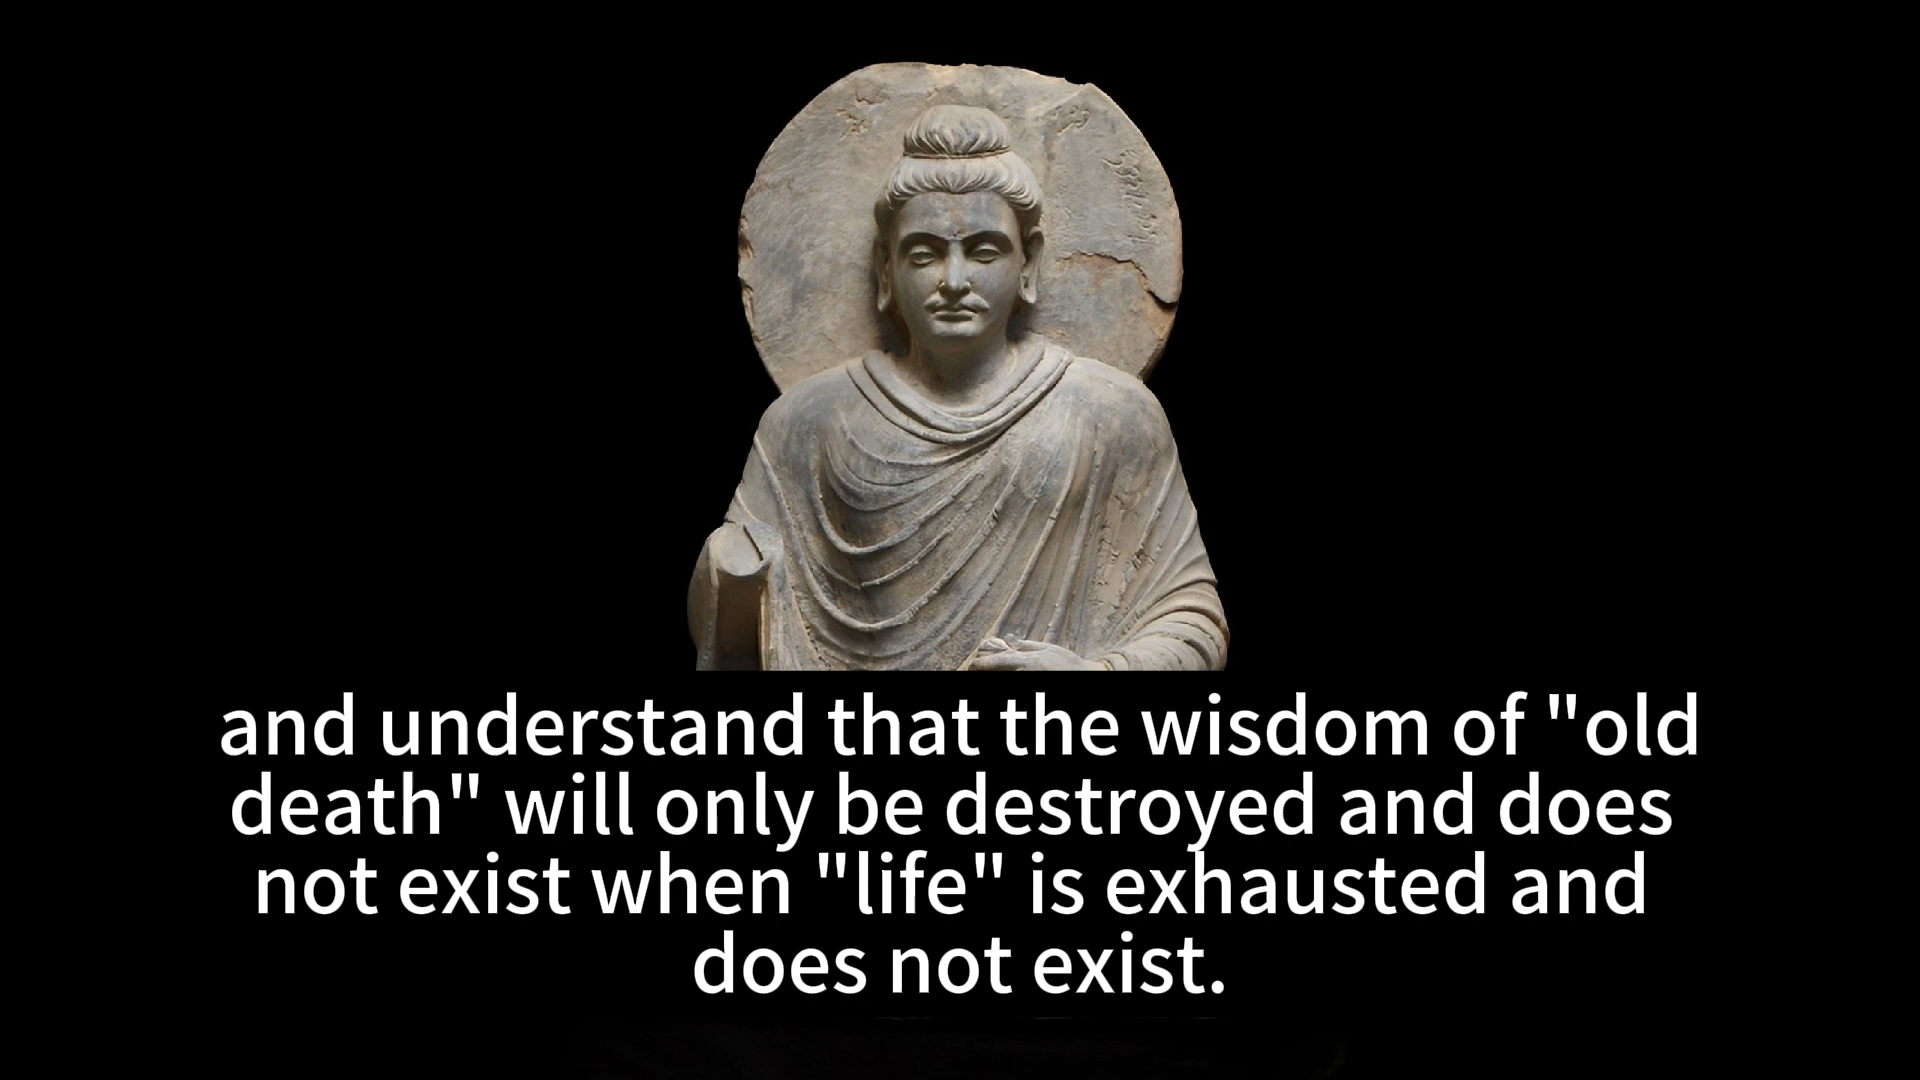 and understand that the wisdom of "old
death" will only be destroyed and does
not exist when "life" is exhausted and
does not exist.